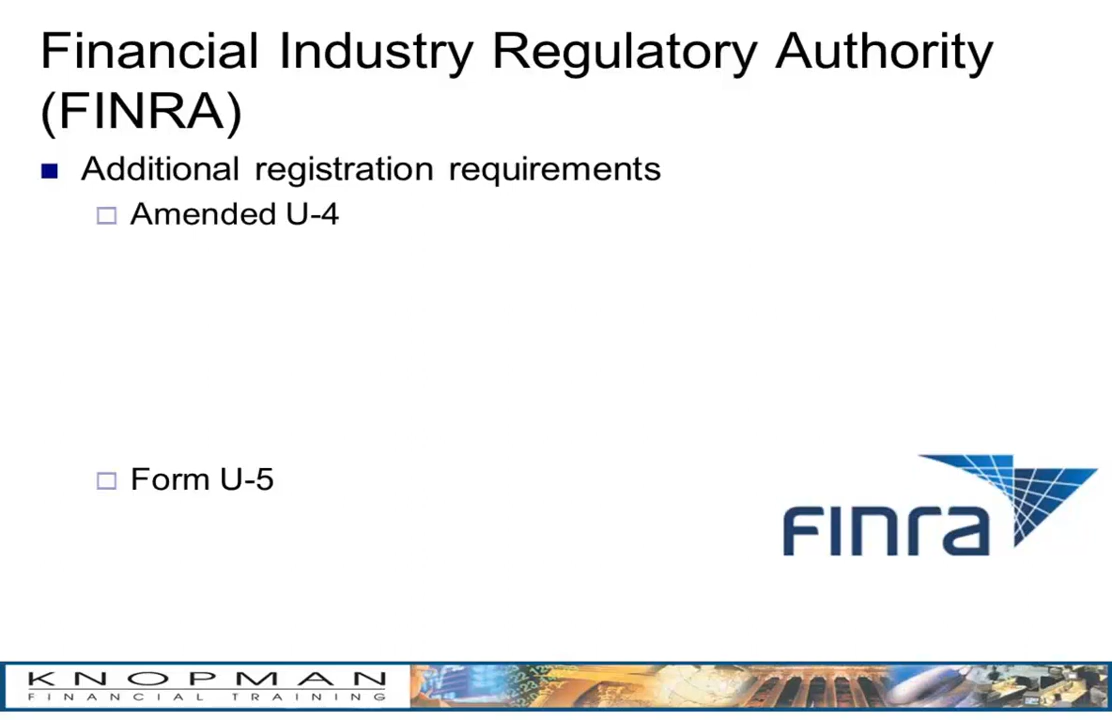 Financial Industry Regulatory Authority
(FINRA)
Additional registration requirements
Amended U-4
Form U-5
FINra
KNOPMAN
FINANCIAL TRAINING